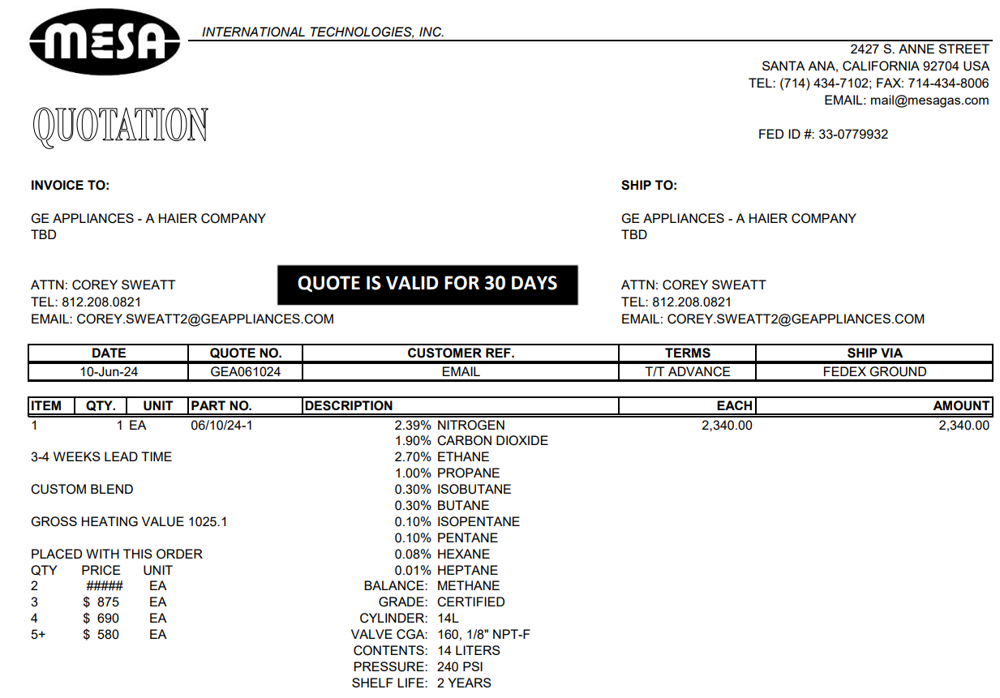 MESA
INTERNATIONAL TECHNOLOGIES, INC.
2427 S. ANNE STREET
SANTA ANA, CALIFORNIA 92704 USA
TEL: (714) 434-7102; FAX: 714-434-8006
EMAIL: mail@mesagas.com
QUOTATION
FED ID #: 33-0779932
INVOICE TO: SHIP TO:
GE APPLIANCES - A HAIER COMPANY GE APPLIANCES - A HAIER COMPANY
TBD TBD
QUOTE IS VALID FOR 30 DAYS
ATTN: COREY SWEATT ATTN: COREY SWEATT
TEL: 812.208.0821 TEL: 812.208.0821
EMAIL: COREY.SWEATT2@GEAPPLIANCES.COM EMAIL: COREY.SWEATT2@GEAPPLIANCES.COM
DATE QUOTE NO. CUSTOMER REF. TERMS SHIP VIA
10-Jun-24 GEA061024 EMAIL T/T ADVANCE FEDEX GROUND
ITEM QTY. UNIT PART NO. DESCRIPTION EACH AMOUNT
1 1 EA 06/10/24-1 2.39% NITROGEN 2,340.00 2,340.00
1.90% CARBON DIOXIDE
3-4 WEEKS LEAD TIME 2.70% ETHANE
1.00% PROPANE
CUSTOM BLEND 0.30% ISOBUTANE
0.30% BUTANE
GROSS HEATING VALUE 1025.1 0.10% ISOPENTANE
0.10% PENTANE
PLACED WITH THIS ORDER 0.08% HEXANE
QTY PRICE UNIT 0.01% HEPTANE
2 ##### EA BALANCE: METHANE
3 $ 875 EA GRADE: CERTIFIED
4 $ 690 EA CYLINDER: 14L
5+ $ 580 EA VALVE CGA: 160, 1/8" NPT-F
CONTENTS: 14 LITERS
PRESSURE: 240 PSI
SHELF LIFE: 2 YEARS